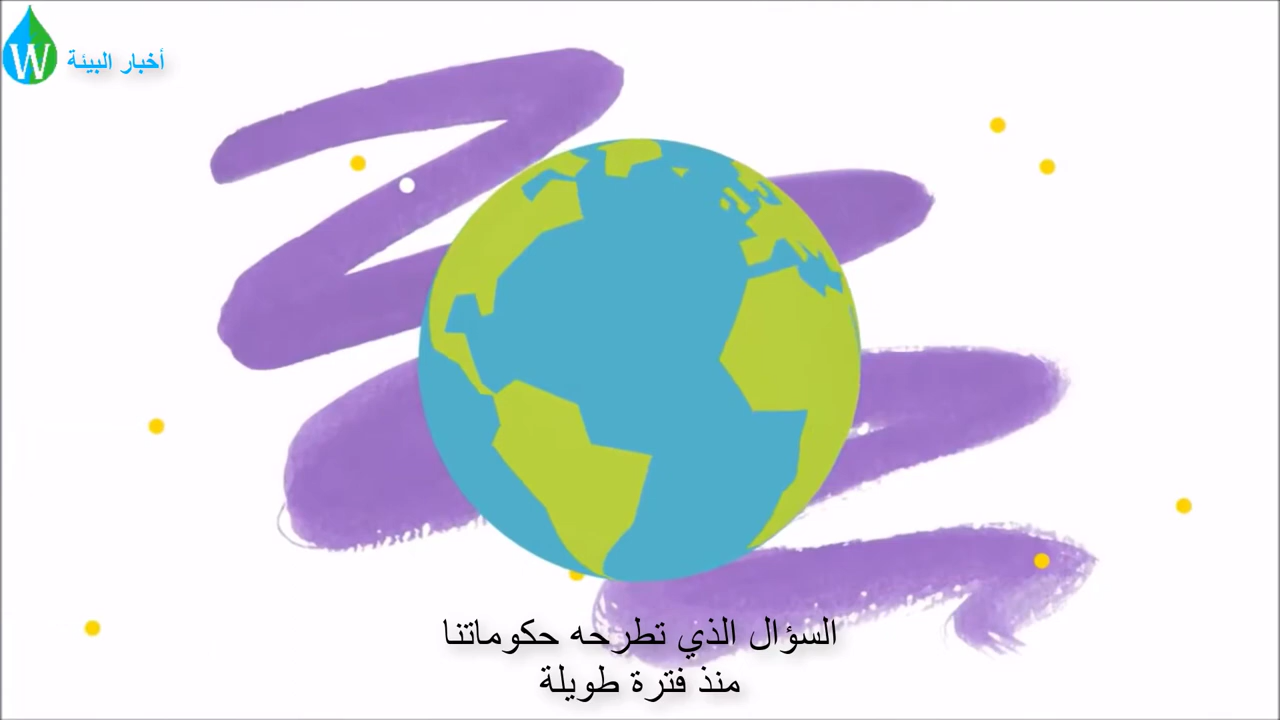 W
أخبار البيئة
السؤال الذي تطرحه حكوماتنا
منذ فترة طويلة